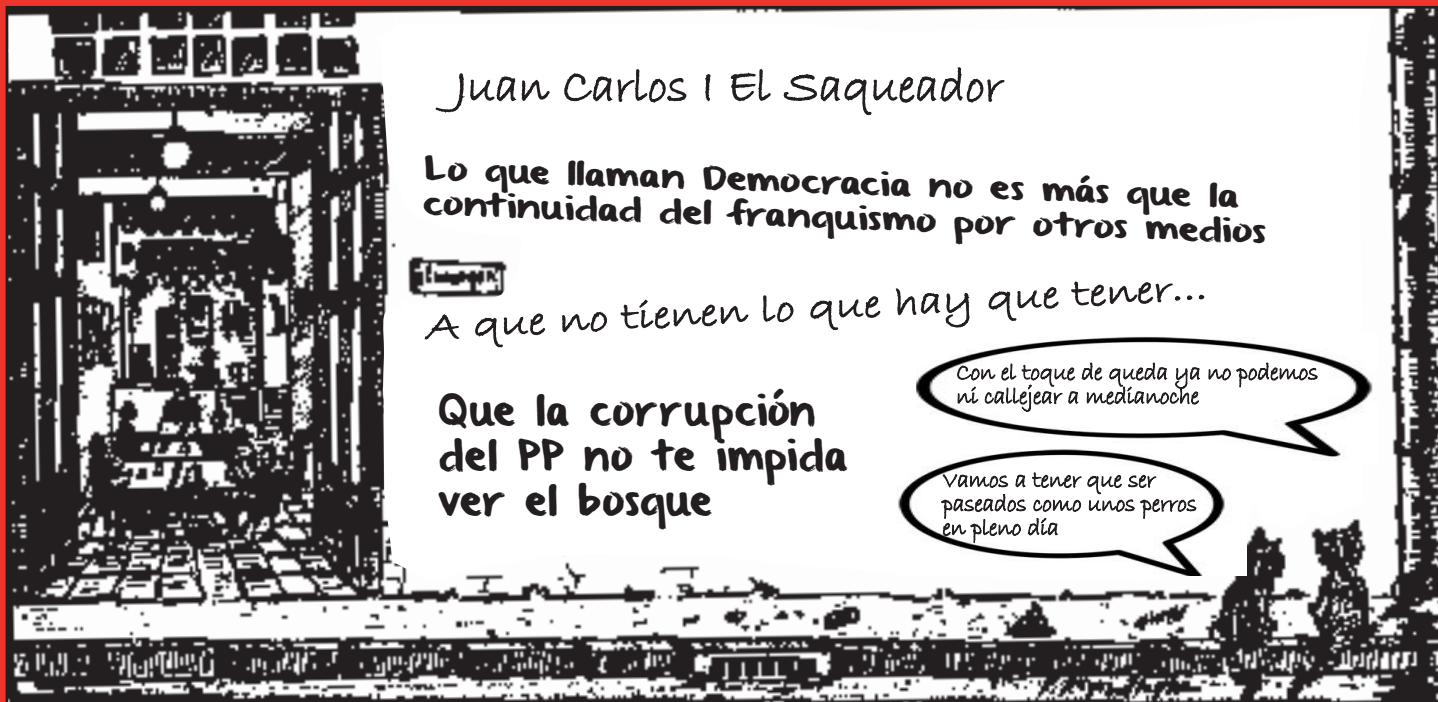 Juan Carlos I El Saqueador
Lo que llaman Democracia no es más que la
continuidad del franquismo por otros medios
A que no tienen lo que hay que tener...
Con el toque de queda ya no podemos
ni callejear a medianoche
Que la corrupción
del PP no te impida
ver el bosque
Vamos a tener que ser
paseados como unos perros
en pleno día